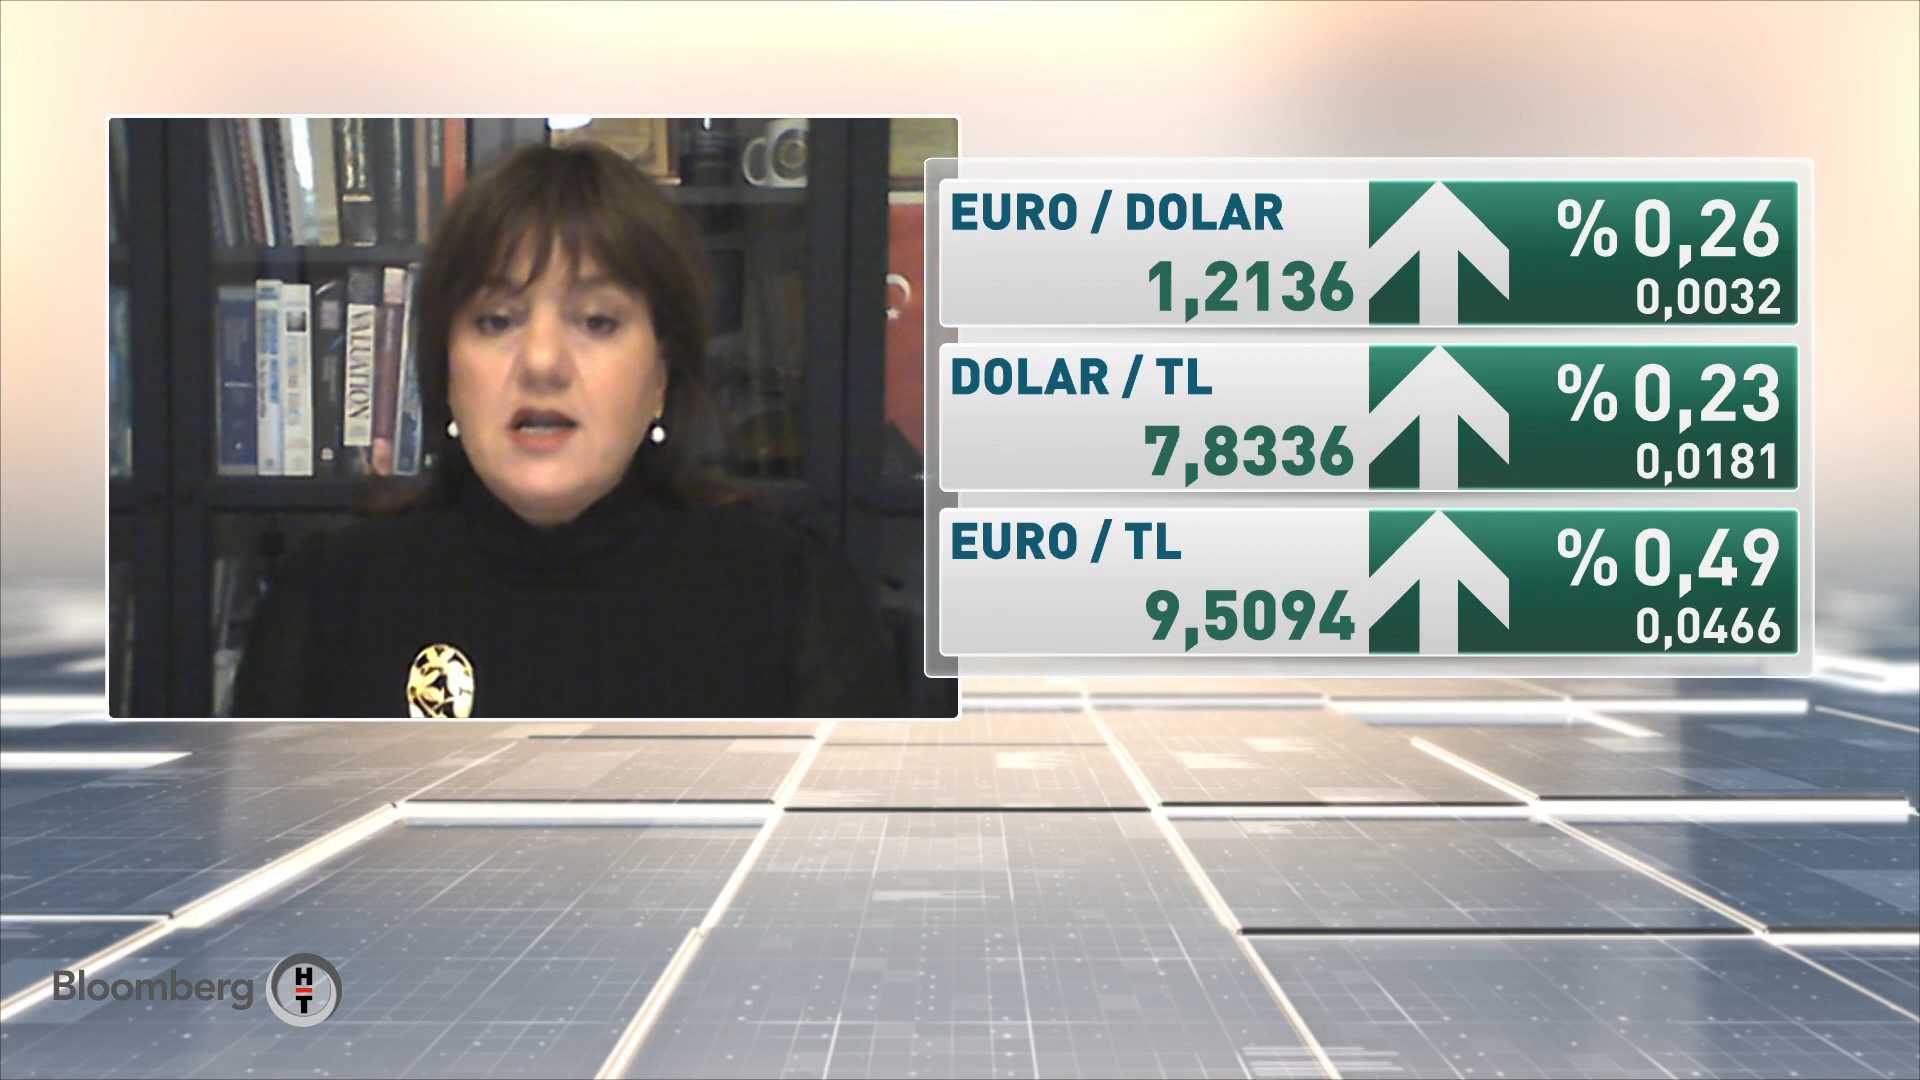 EURO / DOLAR
1,2136
% 0,26
0,0032
DOLAR / TL
7,8336
% 0,23
0,0181
EURO / TL
9,5094
% 0,49
0,0466
VALUATION
Bloomberg HT